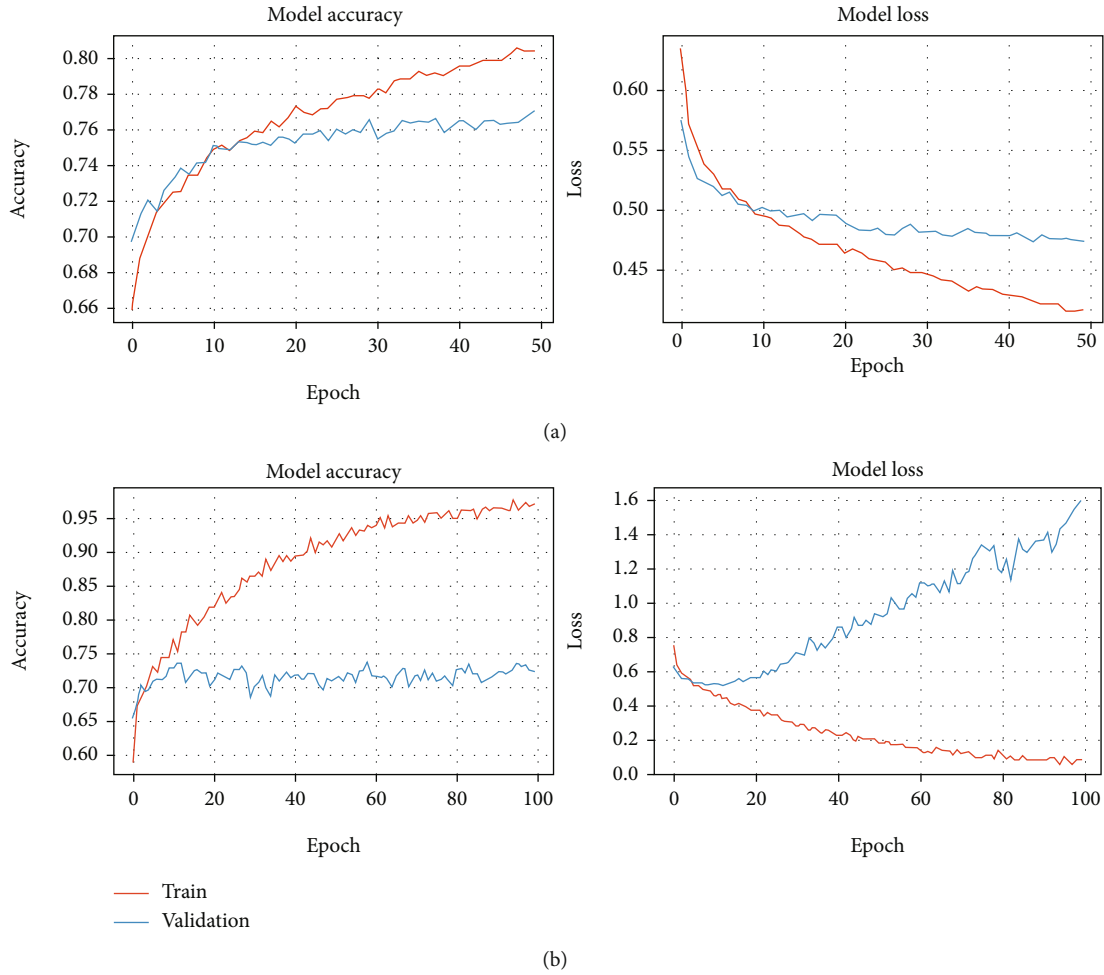 Model accuracy
0.80
0.78
0.76
0.74
0.72
0.70
0.68
0.66
Accuracy
0 10 20 30 40 50
Epoch
Model loss
0.60
0.55
0.50
0.45
Loss
0 10 20 30 40 50
Epoch
(a)
Model accuracy
0.95
0.90
0.85
0.80
0.75
0.70
0.65
0.60
Accuracy
0 20 40 60 80 100
Epoch
Model loss
1.6
1.4
1.2
1.0
0.8
0.6
0.4
0.2
0.0
Loss
0 20 40 60 80 100
Epoch
Train
Validation
(b)